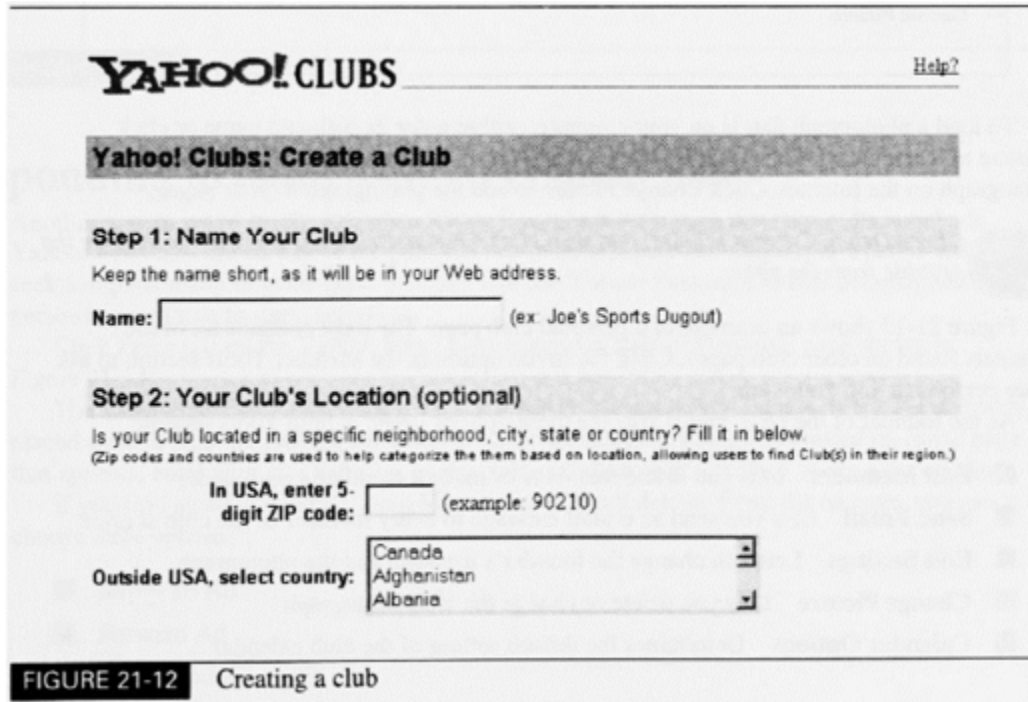 YAHOO! CLUBS
Help?
Yahoo! Clubs: Create a Club
Step 1: Name Your Club
Keep the name short, as it will be in your Web address.
Name: (ex: Joe's Sports Dugout)
Step 2: Your Club's Location (optional)
Is your Club located in a specific neighborhood, city, state or country? Fill it in below.
(Zip codes and countries are used to help categorize the them based on location, allowing users to find Club(s) in their region.)
In USA, enter 5-
digit ZIP code: (example: 90210)
Canada
Afghanistan
Albania
Outside USA, select country:
FIGURE 21-12 Creating a club